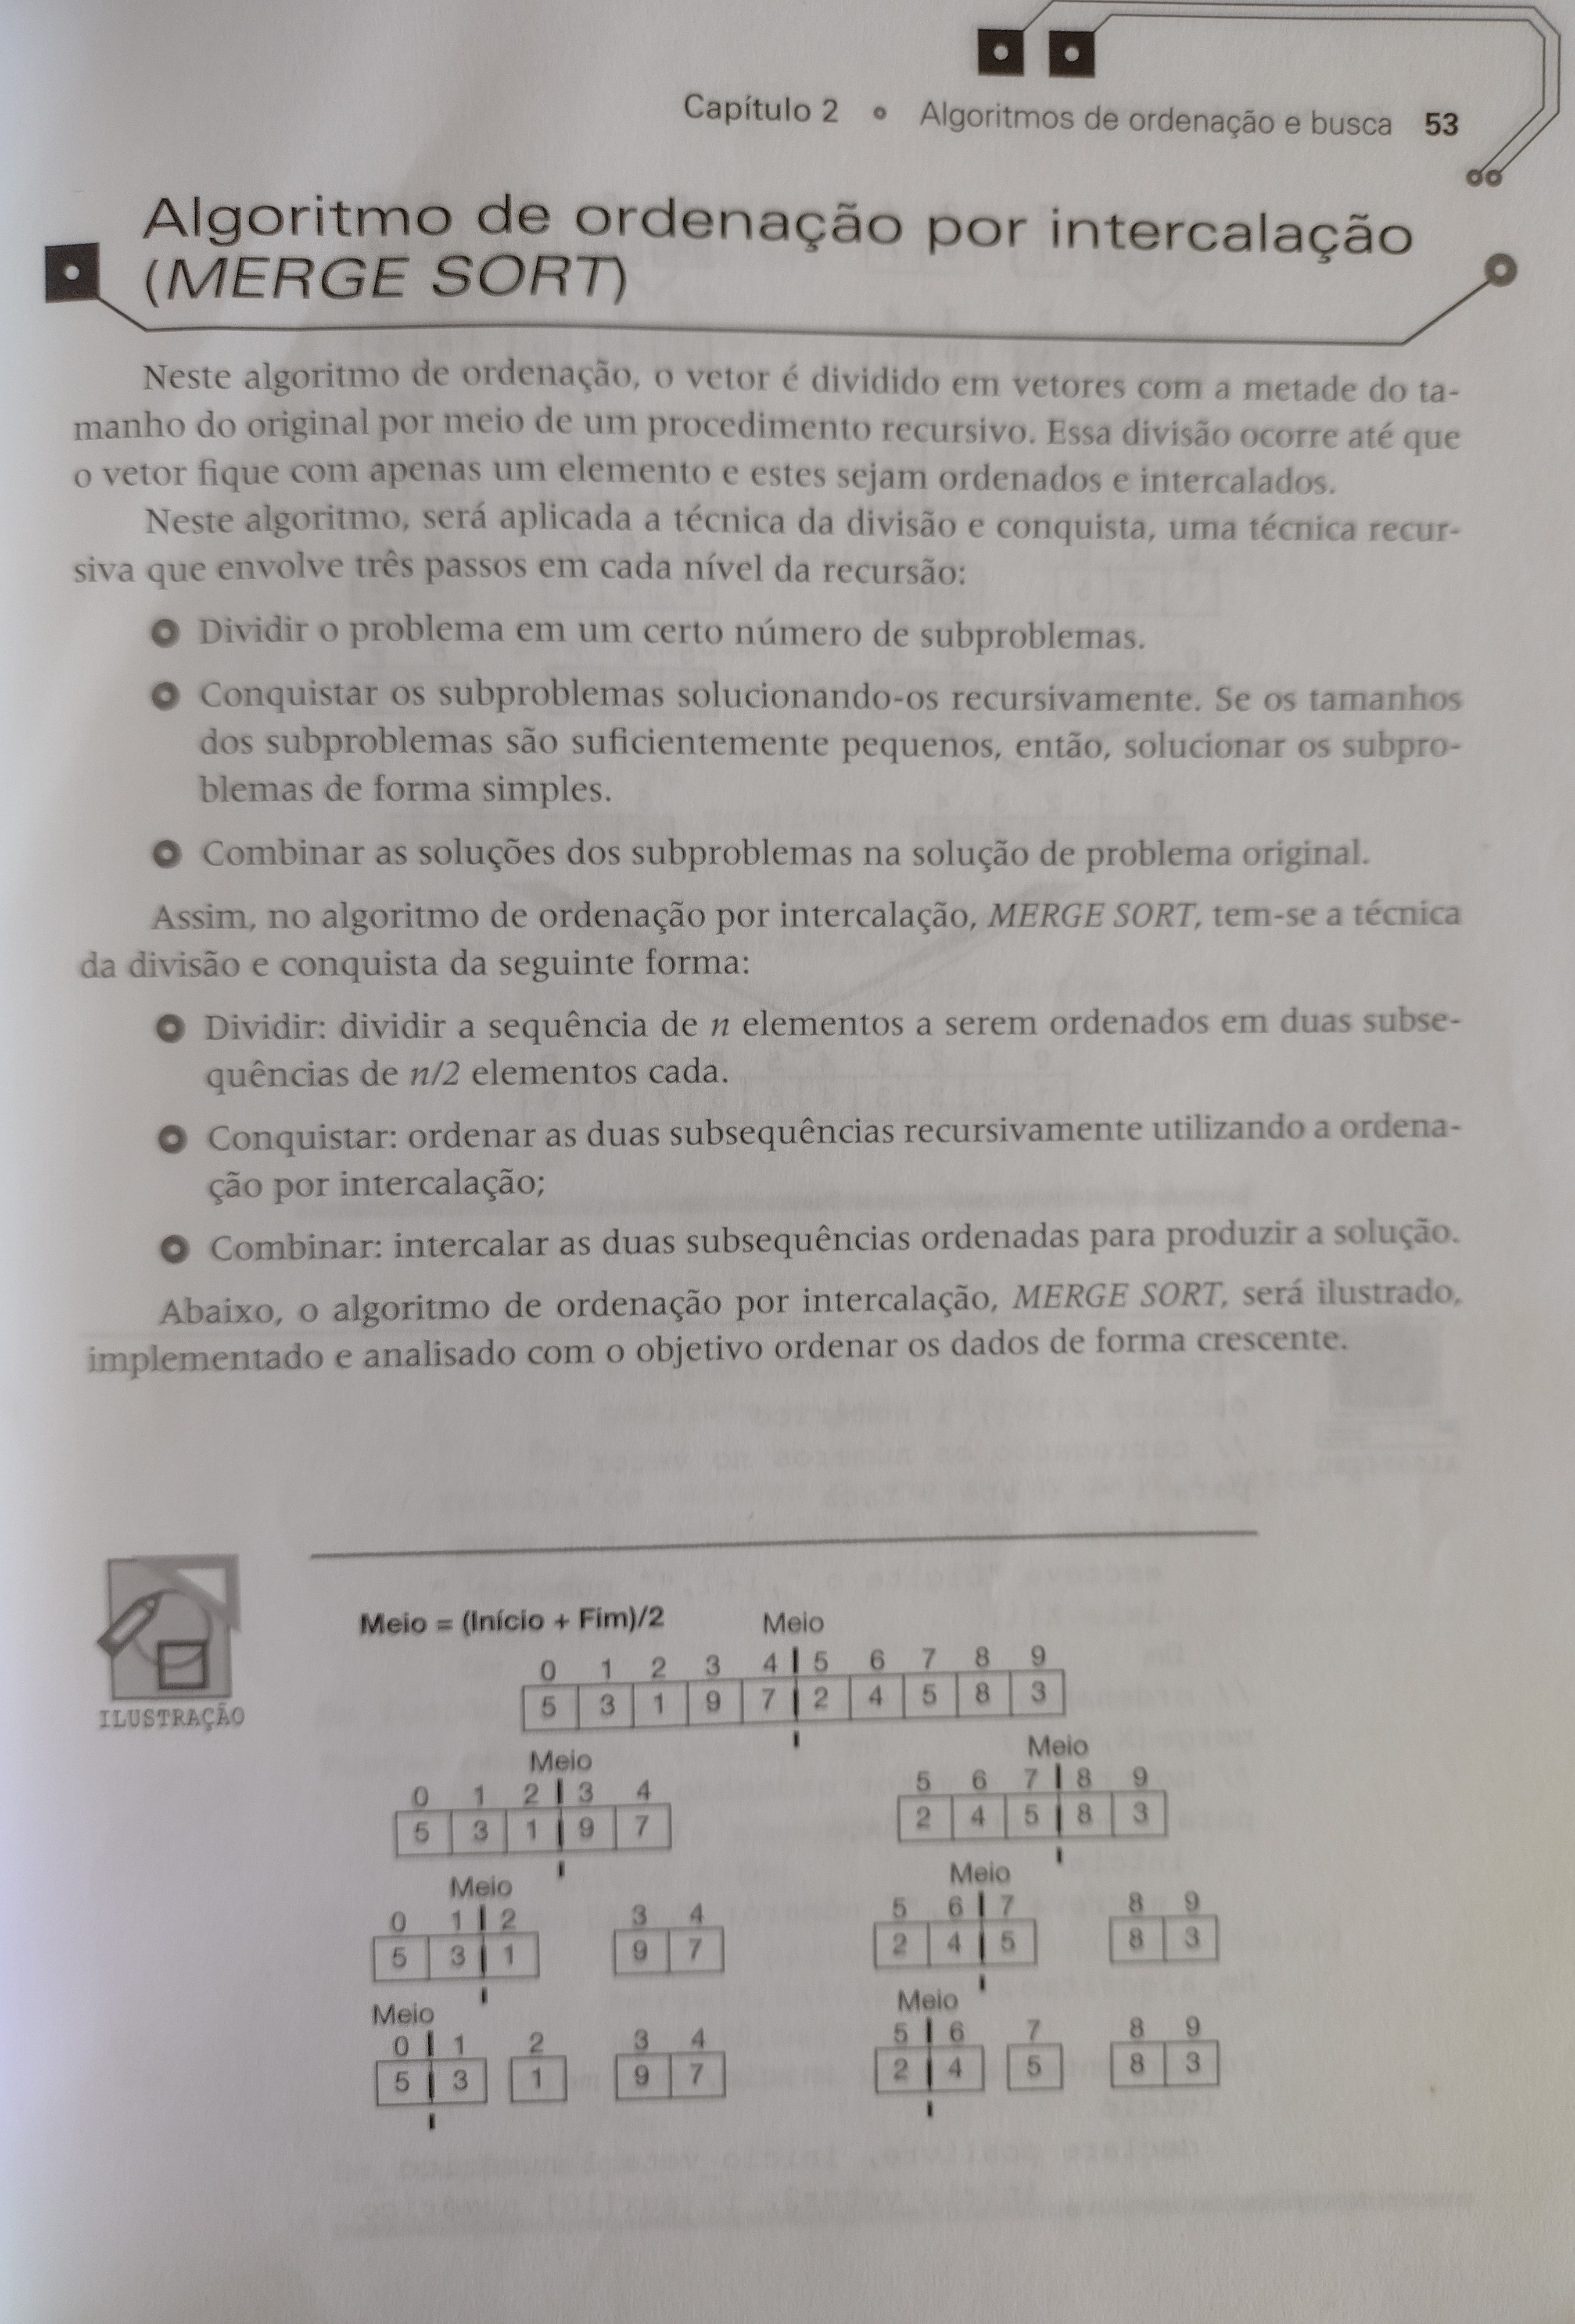 Capítulo 2 • Algoritmos de ordenação e busca 53
Algoritmo de ordenação por intercalação
(MERGE SORT)
Neste algoritmo de ordenação, o vetor é dividido em vetores com a metade do ta-
manho do original por meio de um procedimento recursivo. Essa divisão ocorre até que
o vetor fique com apenas um elemento e estes sejam ordenados e intercalados.
Neste algoritmo, será aplicada a técnica da divisão e conquista, uma técnica recur-
siva que envolve três passos em cada nível da recursão:
Dividir o problema em um certo número de subproblemas.
Conquistar os subproblemas solucionando-os recursivamente. Se os tamanhos
dos subproblemas são suficientemente pequenos, então, solucionar os subpro-
blemas de forma simples.
Combinar as soluções dos subproblemas na solução de problema original.
Assim, no algoritmo de ordenação por intercalação, MERGE SORT, tem-se a técnica
da divisão e conquista da seguinte forma:
Dividir: dividir a sequência de n elementos a serem ordenados em duas subse-
quências de n/2 elementos cada.
Conquistar: ordenar as duas subsequências recursivamente utilizando a ordena-
ção por intercalação;
Combinar: intercalar as duas subsequências ordenadas para produzir a solução.
Abaixo, o algoritmo de ordenação por intercalação, MERGE SORT, será ilustrado,
implementado e analisado com o objetivo ordenar os dados de forma crescente.
ILUSTRAÇÃO
Meio = (Início + Fim)/2 Meio
0 1 2 3 4 5 6 7 8 9
5 3 1 9 7 2 4 5 8 3
Meio Meio
0 1 2 3 4 5 6 7 8 9
5 3 1 9 7 2 4 5 8 3
Meio Meio
0 1 2 3 4 5 6 7 8 9
5 3 1 9 7 2 4 5 8 3
Meio Meio
0 1 2 3 4 5 6 7 8 9
5 3 1 9 7 2 4 5 8 3